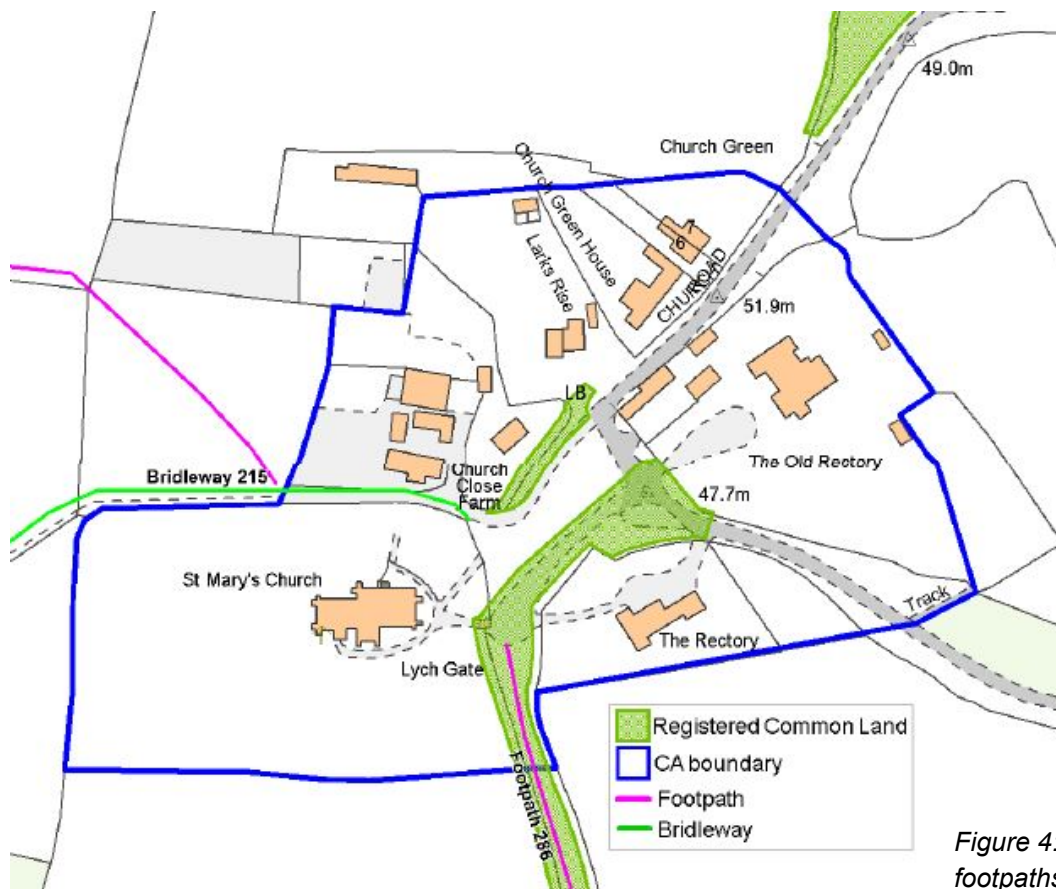 49.0m
Church Green
Church Green House
Larks Rise
7
6
ROAD
51.9m
LB
The Old Rectory
Bridleway 215
Church
Close
Farm
47.7m
St Mary's Church
Track
The Rectory
Lych Gate
Footpath 286
Registered Common Land
CA boundary
Footpath
Bridleway
Figure 4.
footpaths